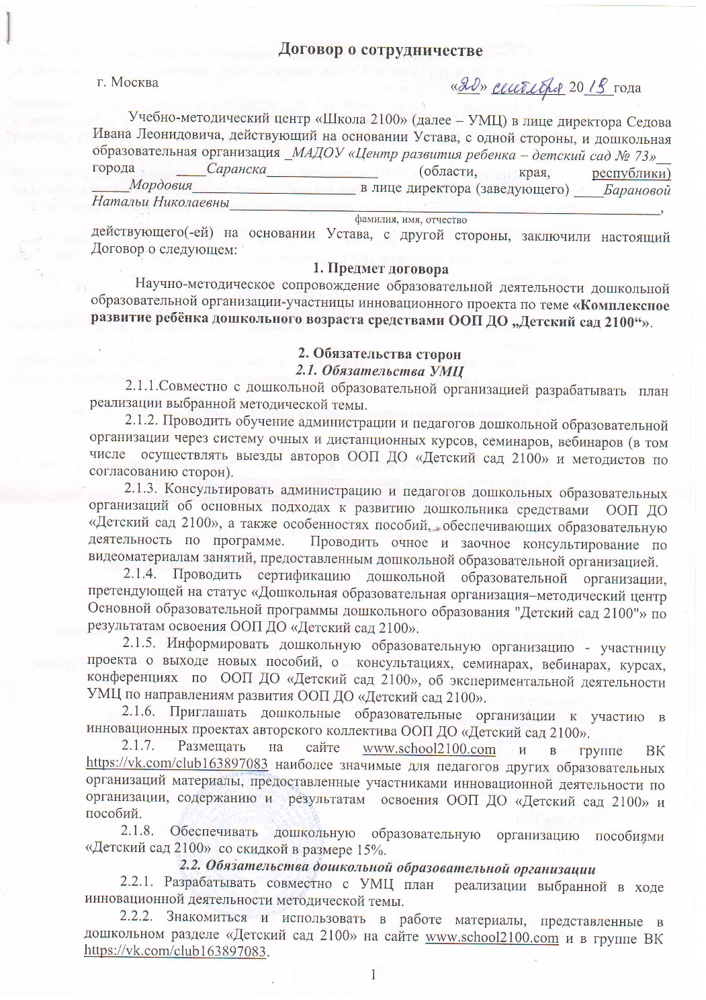 Договор о сотрудничестве
г. Москва «20» сентября 2019 года
Учебно-методический центр «Школа 2100» (далее – УМЦ) в лице директора Седова
Ивана Леонидовича, действующий на основании Устава, с одной стороны, и дошкольная
образовательная организация _МАДОУ «Центр развития ребенка – детский сад № 73»__
города ________Саранска________________ (области, край, республики)
_____Мордовия______________________ в лице директора (заведующего) ____Барановой
Натальи Николаевны___________________________________________________________,
фамилия, имя, отчество
действующего(-ей) на основании Устава, с другой стороны, заключили настоящий
Договор о следующем:
1. Предмет договора
Научно-методическое сопровождение образовательной деятельности дошкольной
образовательной организации-участницы инновационного проекта по теме «Комплексное
развитие ребёнка дошкольного возраста средствами ООП ДО „Детский сад 2100“».
2. Обязательства сторон
2.1. Обязательства УМЦ
2.1.1.Совместно с дошкольной образовательной организацией разрабатывать план
реализации выбранной методической темы.
2.1.2. Проводить обучение администрации и педагогов дошкольной образовательной
организации через систему очных и дистанционных курсов, семинаров, вебинаров (в том
числе осуществлять выезды авторов ООП ДО «Детский сад 2100» и методистов по
согласованию сторон).
2.1.3. Консультировать администрацию и педагогов дошкольных образовательных
организаций об основных подходах к развитию дошкольника средствами ООП ДО
«Детский сад 2100», а также особенностях пособий, обеспечивающих образовательную
деятельность по программе. Проводить очное и заочное консультирование по
видеоматериалам занятий, предоставленным дошкольной образовательной организацией.
2.1.4. Проводить сертификацию дошкольной образовательной организации,
претендующей на статус «Дошкольная образовательная организация–методический центр
Основной образовательной программы дошкольного образования "Детский сад 2100"» по
результатам освоения ООП ДО «Детский сад 2100».
2.1.5. Информировать дошкольную образовательную организацию - участницу
проекта о выходе новых пособий, о консультациях, семинарах, вебинарах, курсах,
конференциях по ООП ДО «Детский сад 2100», об экспериментальной деятельности
УМЦ по направлениям развития ООП ДО «Детский сад 2100».
2.1.6. Приглашать дошкольные образовательные организации к участию в
инновационных проектах авторского коллектива ООП ДО «Детский сад 2100».
2.1.7. Размещать на сайте www.school2100.com и в группе ВК
https://vk.com/club163897083 наиболее значимые для педагогов других образовательных
организаций материалы, предоставленные участниками инновационной деятельности по
организации, содержанию и результатам освоения ООП ДО «Детский сад 2100» и
пособий.
2.1.8. Обеспечивать дошкольную образовательную организацию пособиями
«Детский сад 2100» со скидкой в размере 15%.
2.2. Обязательства дошкольной образовательной организации
2.2.1. Разрабатывать совместно с УМЦ план реализации выбранной в ходе
инновационной деятельности методической темы.
2.2.2. Знакомиться и использовать в работе материалы, представленные в
дошкольном разделе «Детский сад 2100» на сайте www.school2100.com и в группе ВК
https://vk.com/club163897083.
1